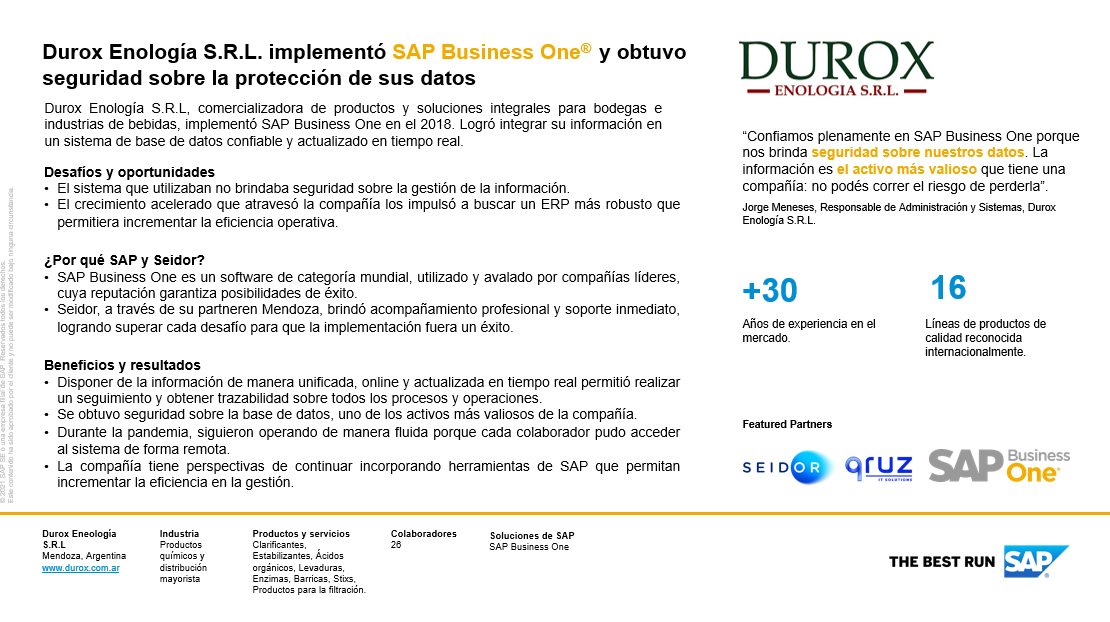 Durox Enología S.R.L. implementó SAP Business One® y obtuvo
seguridad sobre la protección de sus datos
Durox Enología S.R.L, comercializadora de productos y soluciones integrales para bodegas e
industrias de bebidas, implementó SAP Business One en el 2018. Logró integrar su información en
un sistema de base de datos confiable y actualizado en tiempo real.
Desafíos y oportunidades
• El sistema que utilizaban no brindaba seguridad sobre la gestión de la información.
• El crecimiento acelerado que atravesó la compañía los impulsó a buscar un ERP más robusto que
permitiera incrementar la eficiencia operativa.
¿Por qué SAP y Seidor?
• SAP Business One es un software de categoría mundial, utilizado y avalado por compañías líderes,
cuya reputación garantiza posibilidades de éxito.
• Seidor, a través de su partneren Mendoza, brindó acompañamiento profesional y soporte inmediato,
logrando superar cada desafío para que la implementación fuera un éxito.
Beneficios y resultados
• Disponer de la información de manera unificada, online y actualizada en tiempo real permitió realizar
un seguimiento y obtener trazabilidad sobre todos los procesos y operaciones.
• Se obtuvo seguridad sobre la base de datos, uno de los activos más valiosos de la compañía.
• Durante la pandemia, siguieron operando de manera fluida porque cada colaborador pudo acceder
al sistema de forma remota.
• La compañía tiene perspectivas de continuar incorporando herramientas de SAP que permitan
incrementar la eficiencia en la gestión.
DUROX
ENOLOGIA S.R.L.
“Confiamos plenamente en SAP Business One porque
nos brinda seguridad sobre nuestros datos. La
información es el activo más valioso que tiene una
compañía: no podés correr el riesgo de perderla”.
Jorge Meneses, Responsable de Administración y Sistemas, Durox
Enología S.R.L.
+30
Años de experiencia en el
mercado.
16
Líneas de productos de
calidad reconocida
internacionalmente.
Featured Partners
SEIDOR
qruz
IT SOLUTIONS
SAP Business
One®
© 2021 SAP SE o una empresa filial de SAP. Reservados todos los derechos.
Este contenido ha sido aprobado por el cliente y no puede ser modificado bajo ninguna circunstancia.
Durox Eneología
S.R.L
Mendoza, Argentina
www.durox.com.ar
Industria
Productos
químicos y
distribución
mayorista
Productos y servicios
Clarificantes,
Estabilizantes, Ácidos
orgánicos, Levaduras,
Enzimas, Barricas, Stixs,
Productos para la filtración.
Colaboradores
26
Soluciones de SAP
SAP Business One
THE BEST RUN SAP®